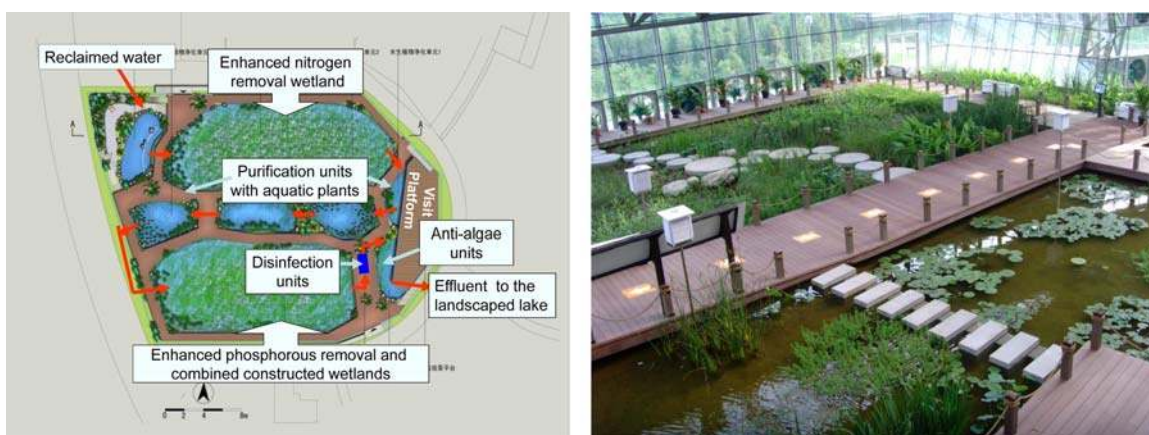 Reclaimed water
Enhanced nitrogen
removal wetland
Purification units
with aquatic plants
Visit
Platform
Anti-algae
units
Disinfection
units
Effluent to the
landscaped lake
Enhanced phosphorous removal and
combined constructed wetlands
A
A
0 2 4 8m